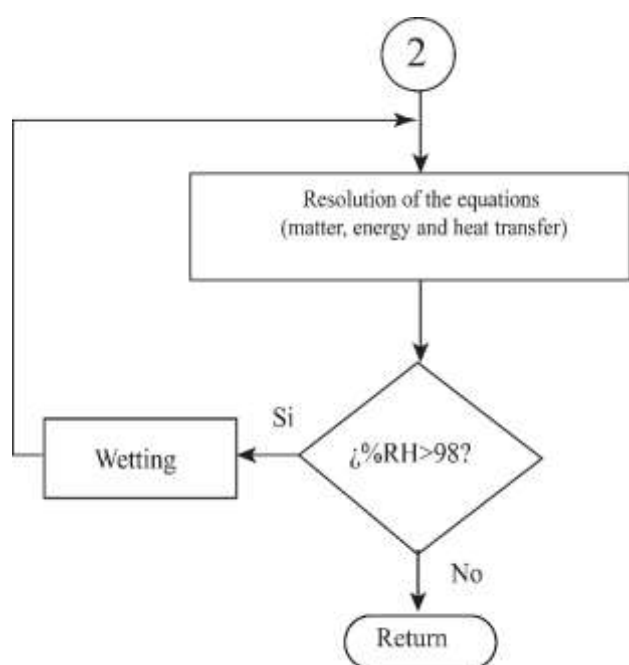 2
Resolution of the equations
(matter, energy and heat transfer)
Si
Wetting
¿%RH>98?
No
Return